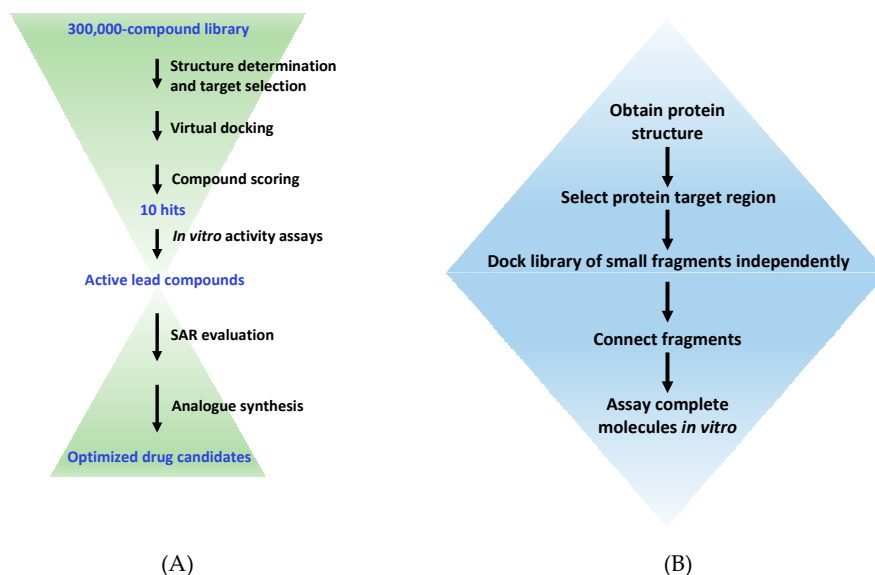 300,000-compound library
Structure determination
and target selection
Virtual docking
Compound scoring
10 hits
In vitro activity assays
Active lead compounds
SAR evaluation
Analogue synthesis
Optimized drug candidates
(A)
Obtain protein
structure
Select protein target region
Dock library of small fragments independently
Connect fragments
Assay complete
molecules in vitro
(B)